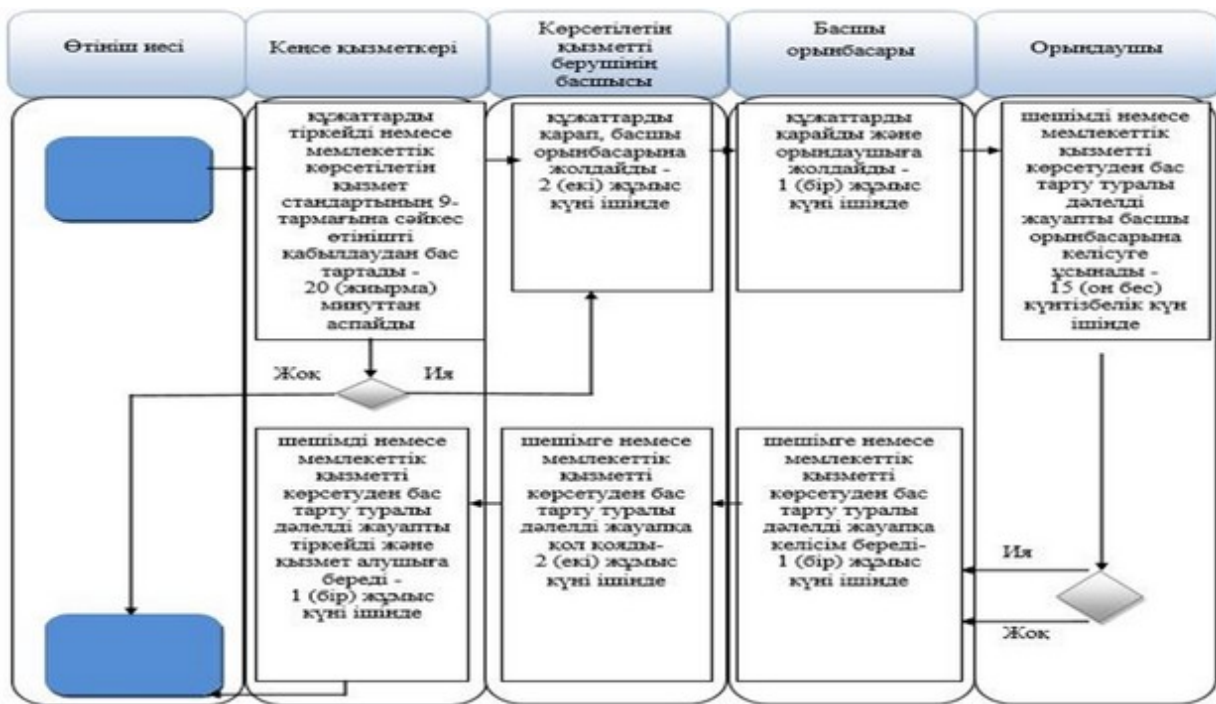 Өтініш иесі
Кеңсе қызметкері
Көрсетілетін
қызметті
берушінің
басшысы
Басшы
орынбасары
Орындаушы
құжаттарды
тіркейді немесе
мемлекеттік
көрсетілетін
қызмет
стандартының 9-
тармағына сәйкес
өтінішті
қабылдаудан бас
тартады -
20 (жиырма)
минуттан
аспайды
құжаттарды
қарап, басшы
орынбасарына
жолдайды -
2 (екі) жұмыс
күні ішінде
құжаттарды
қарайды және
орындаушыға
жолдайды -
1 (бір) жұмыс
күні ішінде
шешімді немесе
мемлекеттік
қызметті
көрсетуден бас
тарту туралы
дәлелді
жауапты басшы
орынбасарына
келісуге
ұсынады -
15 (он бес)
күнтізбелік күн
ішінде
Жоқ
Ия
шешімді немесе
мемлекеттік
қызметті
көрсетуден бас
тарту туралы
дәлелді жауапты
тіркейді және
қызмет алушыға
береді -
1 (бір) жұмыс
күні ішінде
шешімге немесе
мемлекеттік
қызметті
көрсетуден бас
тарту туралы
дәлелді жауапқа
қол қояды-
2 (екі) жұмыс
күні ішінде
шешімге немесе
мемлекеттік
қызметті
көрсетуден бас
тарту туралы
дәлелді жауапқа
келісім береді-
1 (бір) жұмыс
күні ішінде
Ия
Жоқ